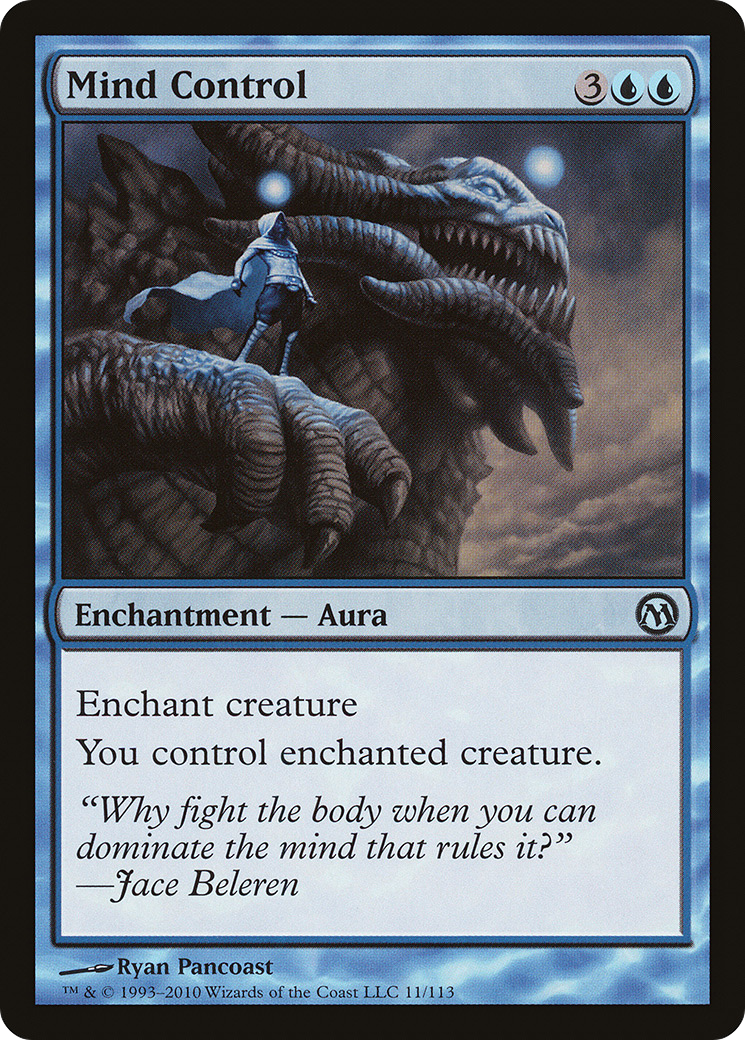 Mind Control 3
Enchantment — Aura
Enchant creature
You control enchanted creature.
“Why fight the body when you can
dominate the mind that rules it?”
—Jace Beleren
Ryan Pancoast
™ & © 1993–2010 Wizards of the Coast LLC 11/113